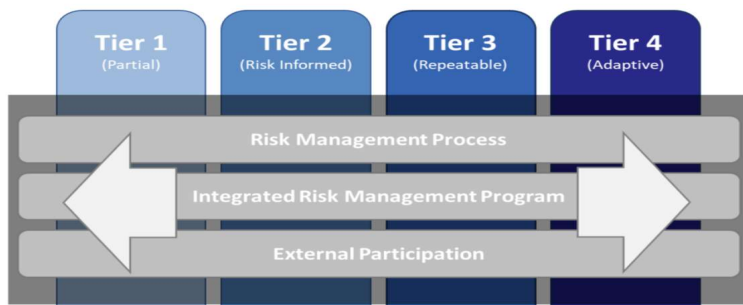 Tier 1
(Partial)
Tier 2
(Risk Informed)
Tier 3
(Repeatable)
Tier 4
(Adaptive)
Risk Management Process
Integrated Risk Management Program
External Participation